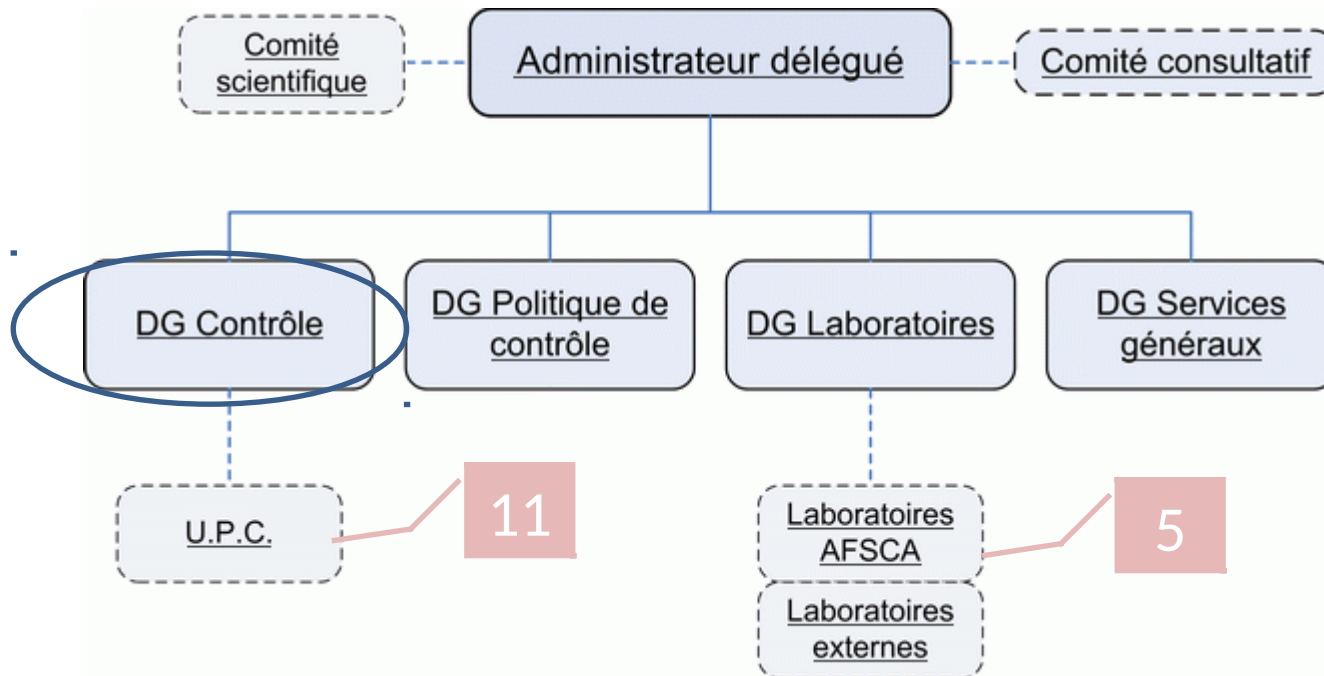 Comité
scientifique
Administrateur délégué
Comité consultatif
DG Contrôle
DG Politique de
contrôle
DG Laboratoires
DG Services
généraux
U.P.C.
11
Laboratoires
AFSCA
5
Laboratoires
externes